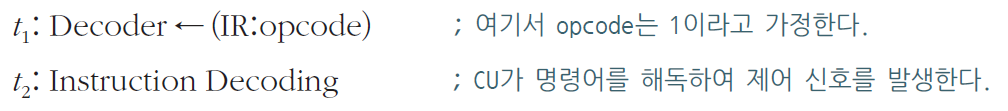 t₁: Decoder ← (IR:opcode) ; 여기서 opcode는 1이라고 가정한다.
t₂: Instruction Decoding ; CU가 명령어를 해독하여 제어 신호를 발생한다.